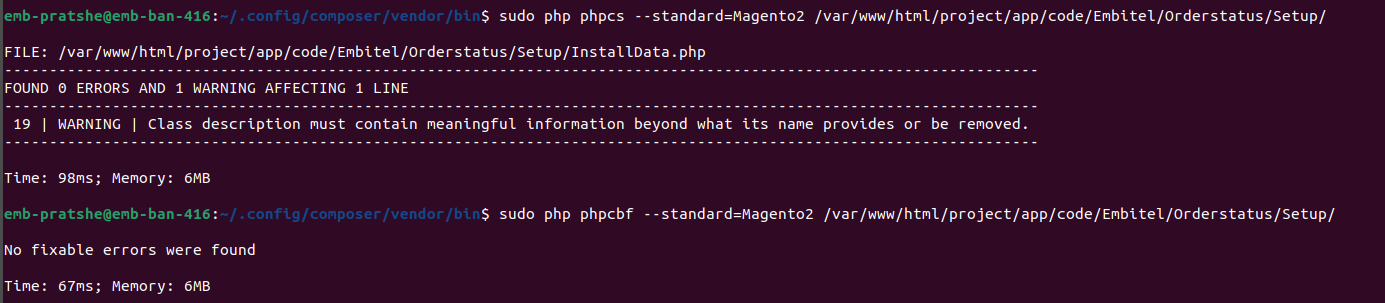 emb-pratshe@emb-ban-416:~/.config/composer/vendor/bin$ sudo php phpcs --standard=Magento2 /var/www/html/project/app/code/Embitel/Orderstatus/Setup/
FILE: /var/www/html/project/app/code/Embitel/Orderstatus/Setup/InstallData.php
-------------------------------------------------------------------------------------------------------------------
FOUND 0 ERRORS AND 1 WARNING AFFECTING 1 LINE
-------------------------------------------------------------------------------------------------------------------
 19 | WARNING | Class description must contain meaningful information beyond what its name provides or be removed.
-------------------------------------------------------------------------------------------------------------------
Time: 98ms; Memory: 6MB
emb-pratshe@emb-ban-416:~/.config/composer/vendor/bin$ sudo php phpcbf --standard=Magento2 /var/www/html/project/app/code/Embitel/Orderstatus/Setup/
No fixable errors were found
Time: 67ms; Memory: 6MB